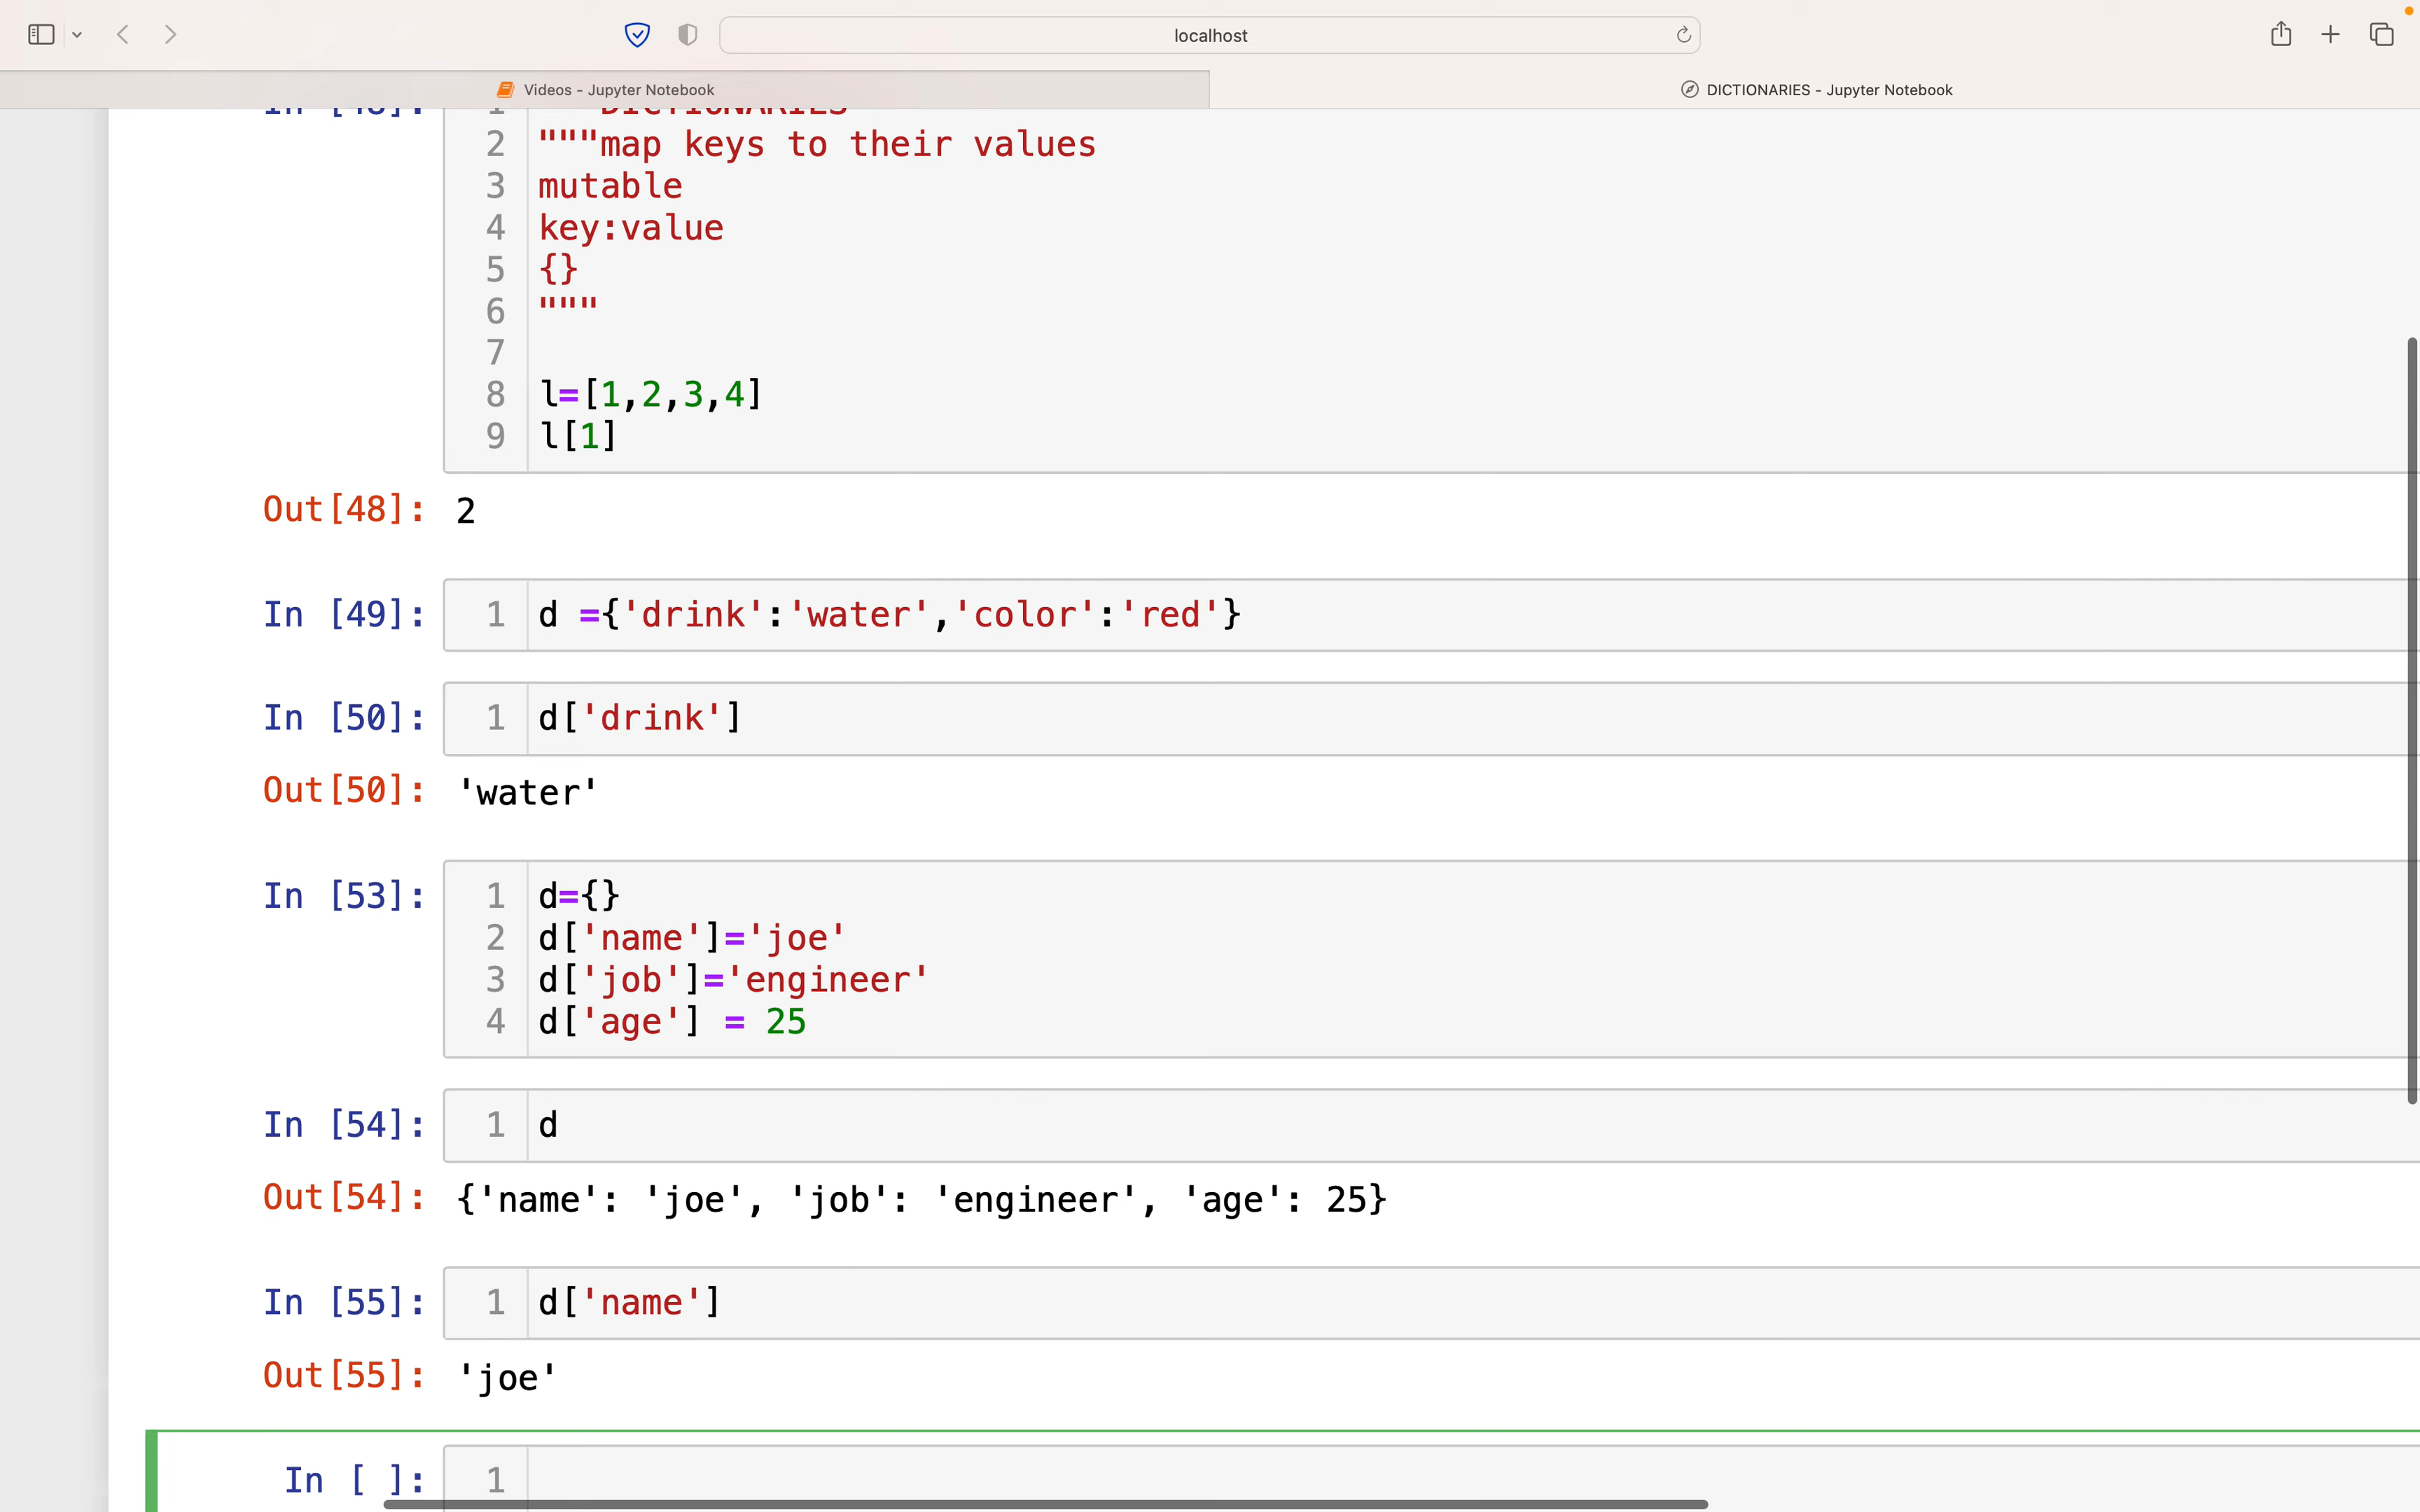 localhost
Videos - Jupyter Notebook
DICTIONARIES - Jupyter Notebook
In [48]: 1 """DICTIONARIES
2 """map keys to their values
3 mutable
4 key:value
5 {}
6 """
7
8 l=[1,2,3,4]
9 l[1]
Out[48]: 2
In [49]: 1 d ={'drink':'water','color':'red'}
In [50]: 1 d['drink']
Out[50]: 'water'
In [53]: 1 d={}
2 d['name']='joe'
3 d['job']='engineer'
4 d['age'] = 25
In [54]: 1 d
Out[54]: {'name': 'joe', 'job': 'engineer', 'age': 25}
In [55]: 1 d['name']
Out[55]: 'joe'
In [ ]: 1